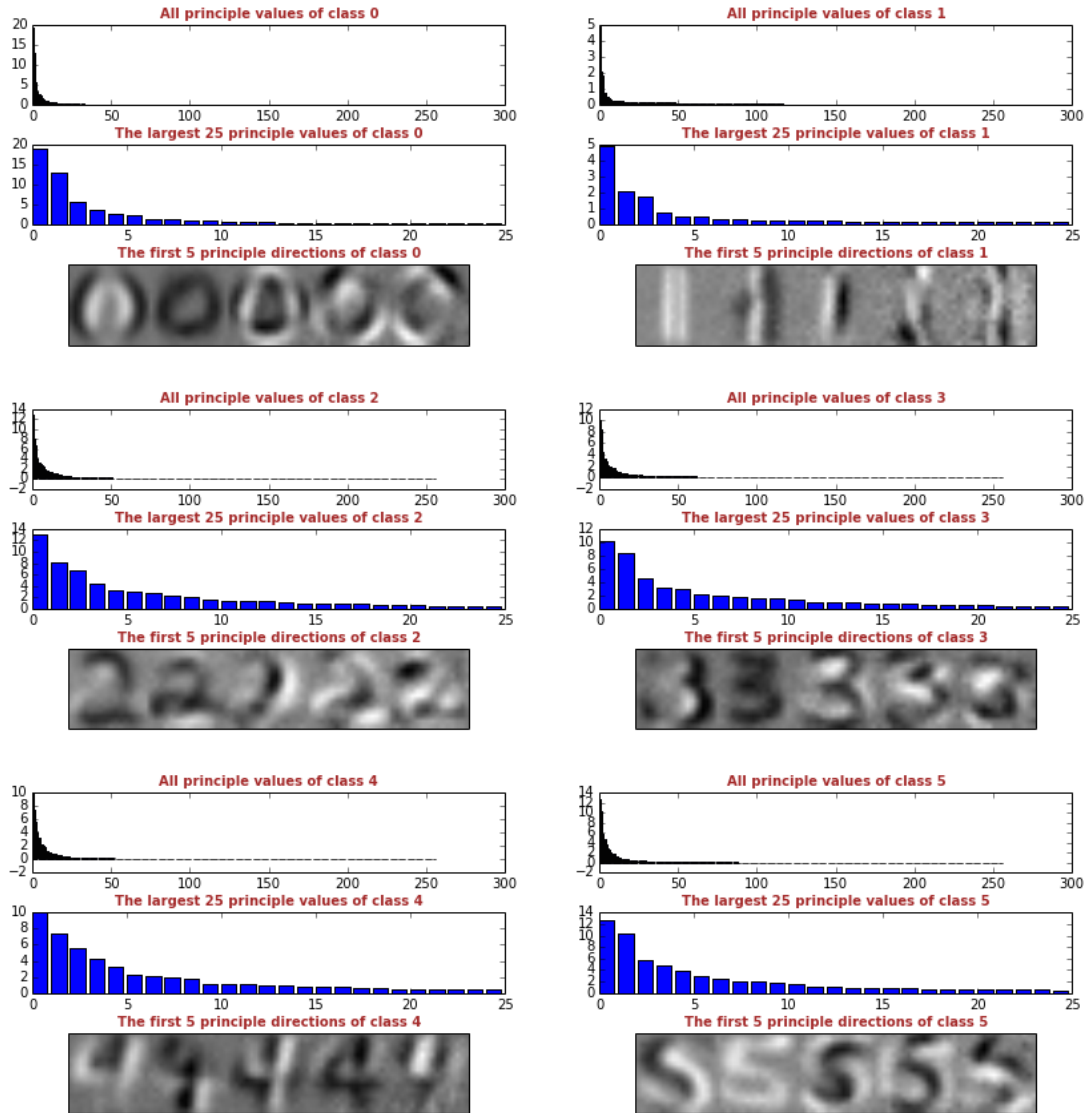 All principle values of class 0
20
15
10
5
0
0 50 100 150 200 250 300
The largest 25 principle values of class 0
20
15
10
5
0
0 5 10 15 20 25
The first 5 principle directions of class 0
All principle values of class 1
5
4
3
2
1
0
0 50 100 150 200 250 300
The largest 25 principle values of class 1
5
4
3
2
1
0
0 5 10 15 20 25
The first 5 principle directions of class 1
All principle values of class 2
14
12
10
8
6
4
2
0
−2
0 50 100 150 200 250 300
The largest 25 principle values of class 2
14
12
10
8
6
4
2
0
0 5 10 15 20 25
The first 5 principle directions of class 2
All principle values of class 3
12
10
8
6
4
2
0
−2
0 50 100 150 200 250 300
The largest 25 principle values of class 3
12
10
8
6
4
2
0
0 5 10 15 20 25
The first 5 principle directions of class 3
All principle values of class 4
10
8
6
4
2
0
−2
0 50 100 150 200 250 300
The largest 25 principle values of class 4
10
8
6
4
2
0
0 5 10 15 20 25
The first 5 principle directions of class 4
All principle values of class 5
14
12
10
8
6
4
2
0
−2
0 50 100 150 200 250 300
The largest 25 principle values of class 5
14
12
10
8
6
4
2
0
0 5 10 15 20 25
The first 5 principle directions of class 5